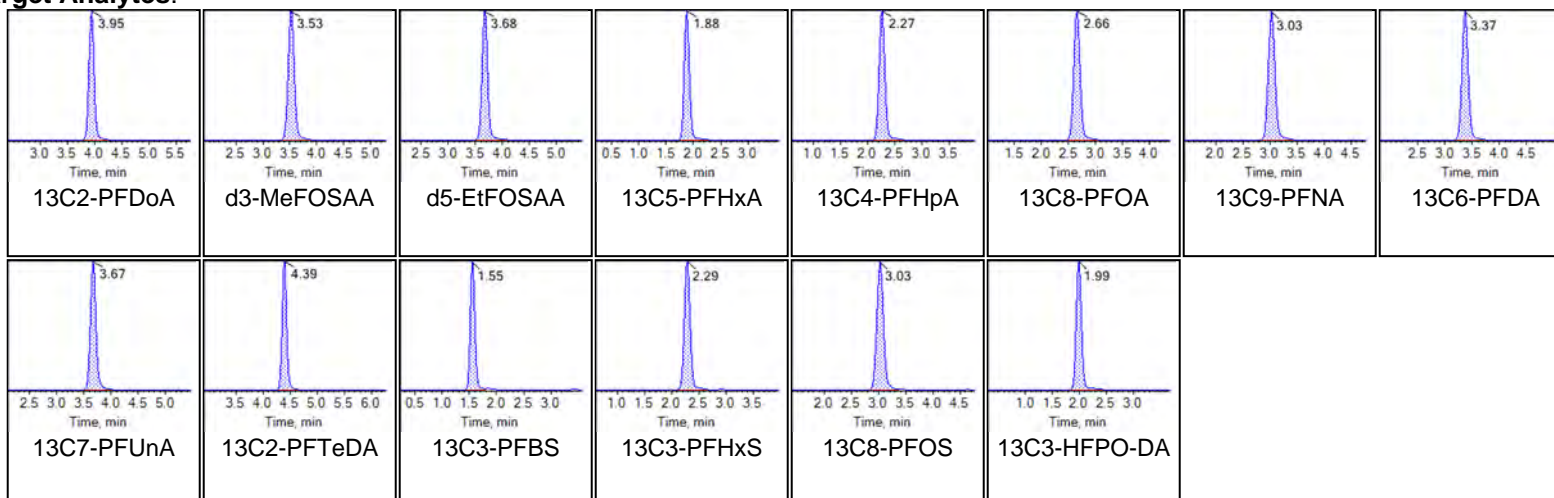 Target Analytes:
3.95 3.53 3.68 1.88 2.27 2.66 3.03 3.37
3.0 3.5 4.0 4.5 5.0 5.5 2.5 3.0 3.5 4.0 4.5 5.0 2.5 3.0 3.5 4.0 4.5 5.0 0.5 1.0 1.5 2.0 2.5 3.0 1.0 1.5 2.0 2.5 3.0 3.5 1.5 2.0 2.5 3.0 3.5 4.0 2.0 2.5 3.0 3.5 4.0 4.5 2.5 3.0 3.5 4.0 4.5
Time, min Time, min Time, min Time, min Time, min Time, min Time, min Time, min
13C2-PFDoA d3-MeFOSAA d5-EtFOSAA 13C5-PFHxA 13C4-PFHpA 13C8-PFOA 13C9-PFNA 13C6-PFDA
3.67 4.39 1.55 2.29 3.03 1.99
2.5 3.0 3.5 4.0 4.5 5.0 3.5 4.0 4.5 5.0 5.5 6.0 0.5 1.0 1.5 2.0 2.5 3.0 1.0 1.5 2.0 2.5 3.0 3.5 2.0 2.5 3.0 3.5 4.0 4.5 1.0 1.5 2.0 2.5 3.0
Time, min Time, min Time, min Time, min Time, min Time, min
13C7-PFUnA 13C2-PFTeDA 13C3-PFBS 13C3-PFHxS 13C8-PFOS 13C3-HFPO-DA